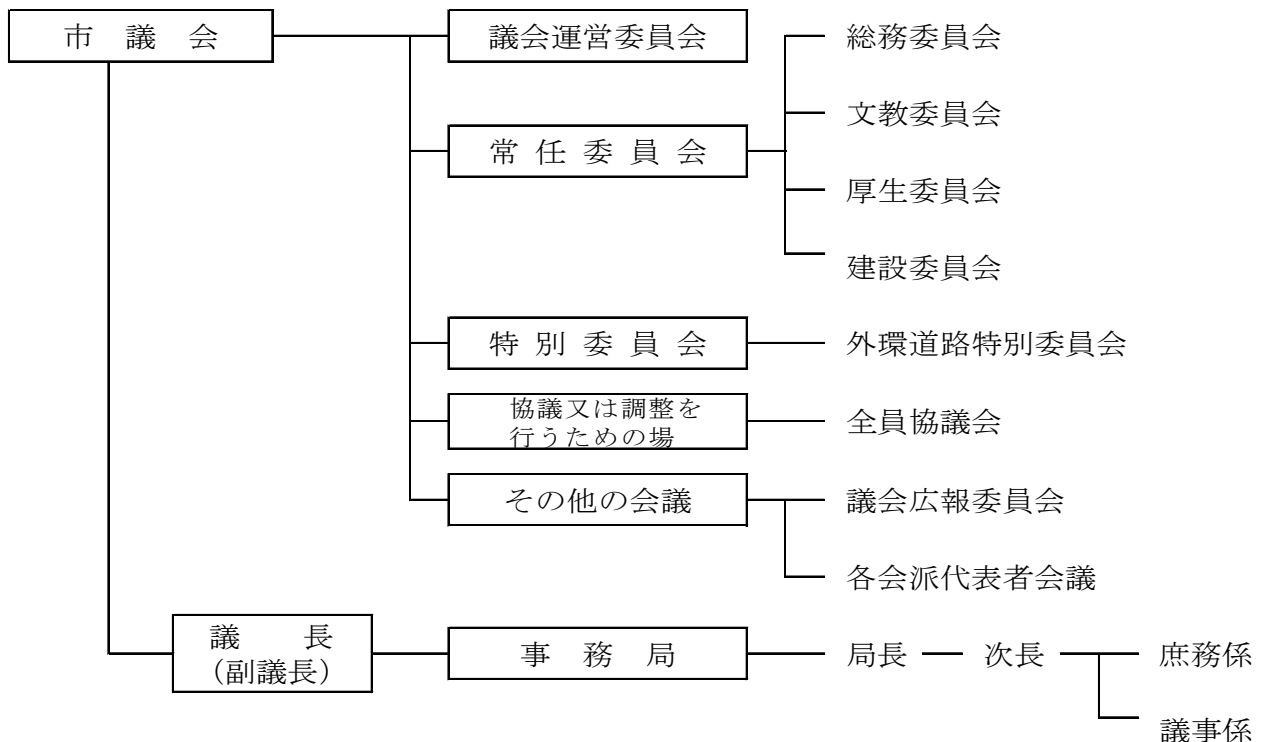 市議会
議会運営委員会
総務委員会
文教委員会
常任委員会
厚生委員会
建設委員会
特別委員会
外環道路特別委員会
協議又は調整を
行うための場
全員協議会
その他の会議
議会広報委員会
各会派代表者会議
議長
(副議長)
事務局
局長
次長
庶務係
議事係